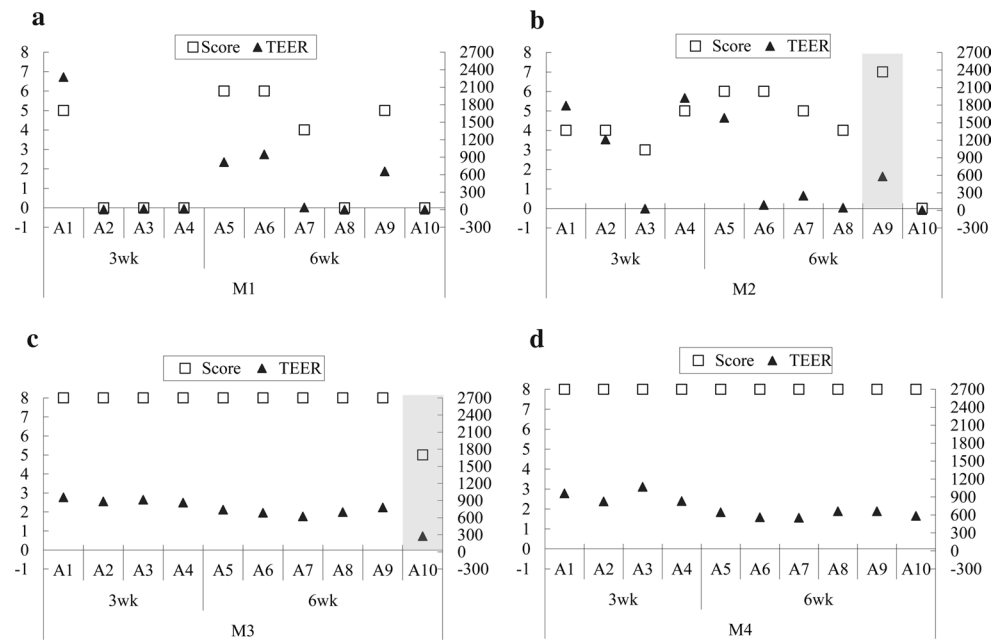 a
Score TEER
8 2700
7 2400
6 2100
5 1800
4 1500
3 1200
2 900
1 600
0 300
-1 0
-300
A1 A2 A3 A4 A5 A6 A7 A8 A9 A10
3wk 6wk
M1
b
Score TEER
8 2700
7 2400
6 2100
5 1800
4 1500
3 1200
2 900
1 600
0 300
-1 0
-300
A1 A2 A3 A4 A5 A6 A7 A8 A9 A10
3wk 6wk
M2
c
Score TEER
8 2700
7 2400
6 2100
5 1800
4 1500
3 1200
2 900
1 600
0 300
-1 0
-300
A1 A2 A3 A4 A5 A6 A7 A8 A9 A10
3wk 6wk
M3
d
Score TEER
8 2700
7 2400
6 2100
5 1800
4 1500
3 1200
2 900
1 600
0 300
-1 0
-300
A1 A2 A3 A4 A5 A6 A7 A8 A9 A10
3wk 6wk
M4